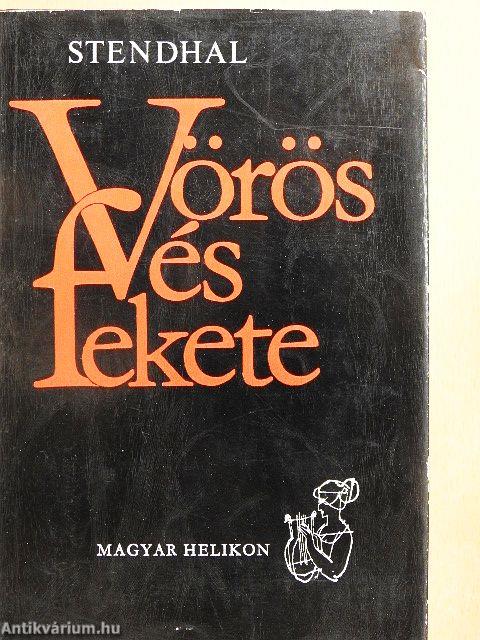 STENDHAL
Vörös
és
fekete
MAGYAR HELIKON
Antikvárium.hu